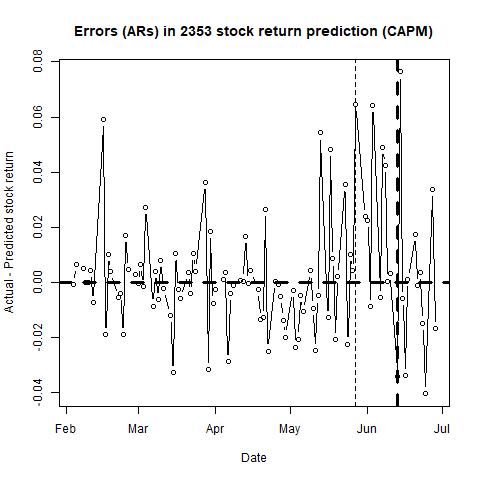 Errors (ARs) in 2353 stock return prediction (CAPM)
Actual - Predicted stock return
0.08
0.06
0.04
0.02
0.00
-0.02
-0.04
Feb Mar Apr May Jun Jul
Date